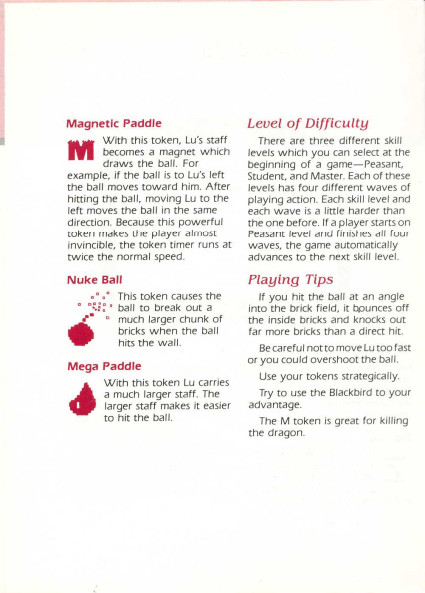 Magnetic Paddle
With this token, Lu's staff
becomes a magnet which
draws the ball. For
example, if the ball is to Lu's left
the ball moves toward him. After
hitting the ball, moving Lu to the
left moves the ball in the same
direction. Because this powerful
token makes the player almost
invincible, the token timer runs at
twice the normal speed.
Nuke Ball
This token causes the
ball to break out a
much larger chunk of
bricks when the ball
hits the wall.
Mega Paddle
With this token Lu carries
a much larger staff. The
larger staff makes it easier
to hit the ball.
Level of Difficulty
There are three different skill
levels which you can select at the
beginning of a game—Peasant,
Student, and Master. Each of these
levels has four different waves of
playing action. Each skill level and
each wave is a little harder than
the one before. If a player starts on
Peasant level and finishes all four
waves, the game automatically
advances to the next skill level.
Playing Tips
If you hit the ball at an angle
into the brick field, it bounces off
the inside bricks and knocks out
far more bricks than a direct hit.
Be careful not to move Lu too fast
or you could overshoot the ball.
Use your tokens strategically.
Try to use the Blackbird to your
advantage.
The M token is great for killing
the dragon.